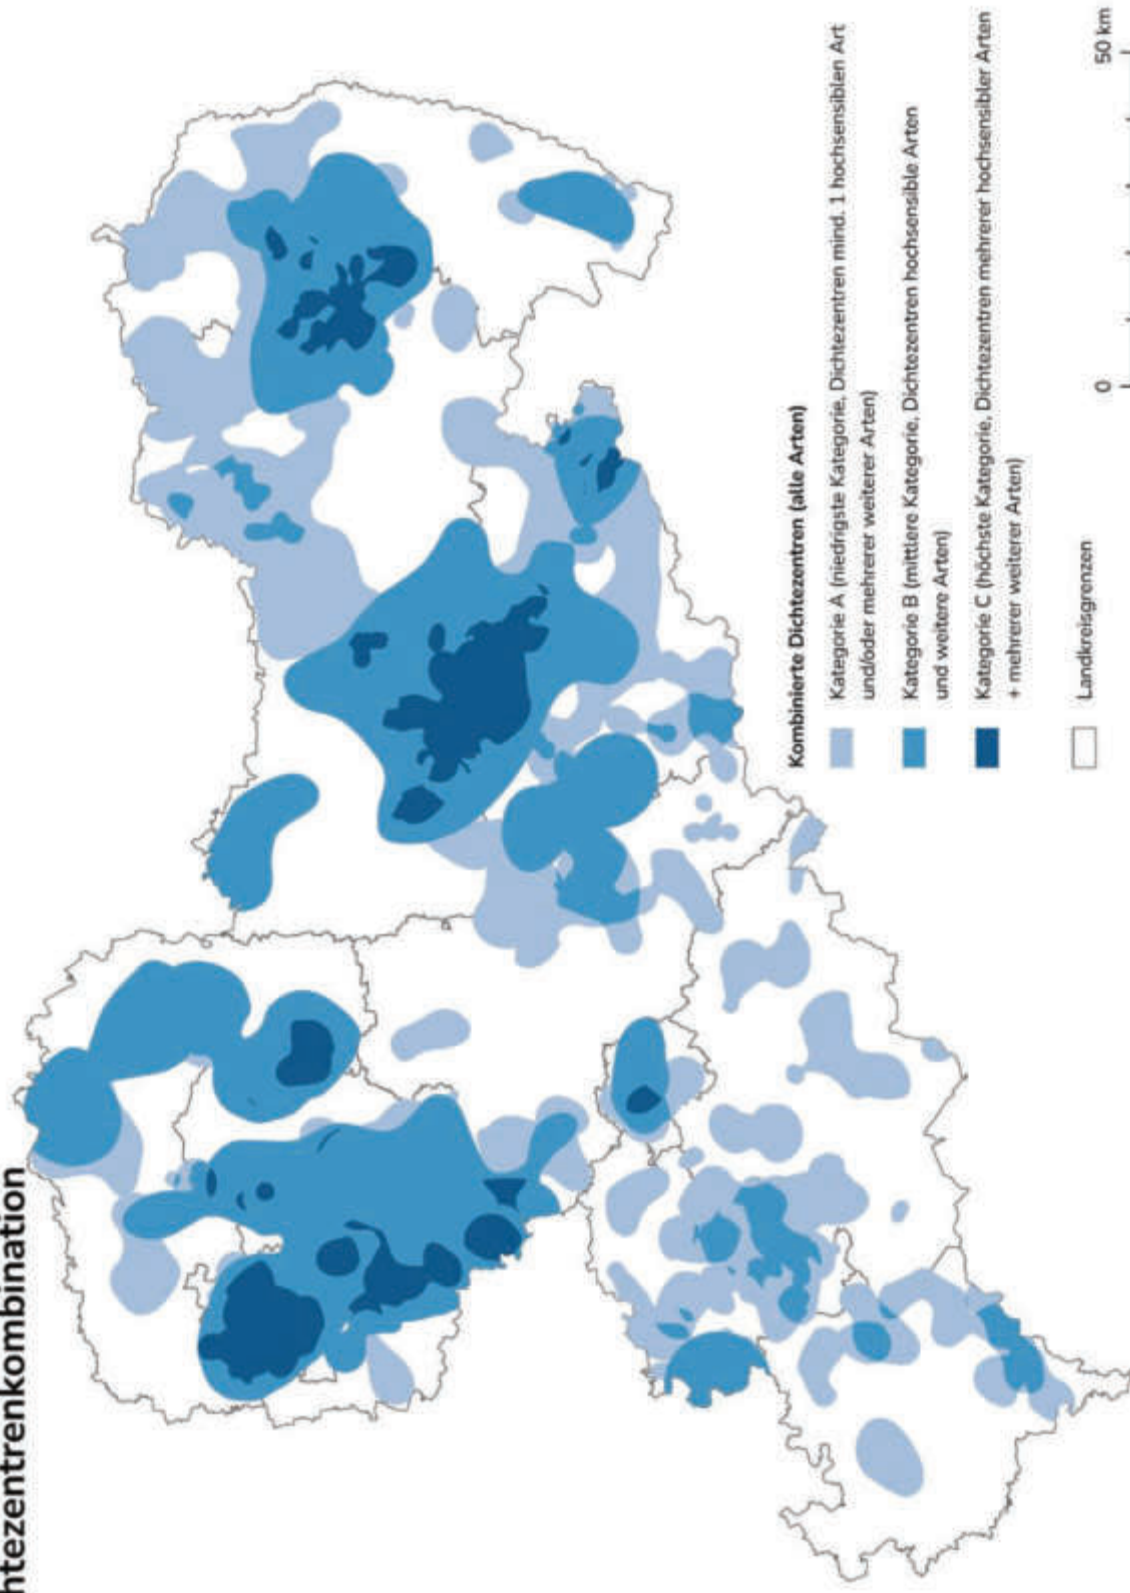 htezentrenkombination
Kombinierte Dichtezentren (alle Arten)
Kategorie A (niedrigste Kategorie, Dichtezentren mind. 1 hochsensiblen Art
und/oder mehrerer weiterer Arten)
Kategorie B (mittlere Kategorie, Dichtezentren hochsensible Arten
und weitere Arten)
Kategorie C (höchste Kategorie, Dichtezentren mehrerer hochsensibler Arten
+ mehrerer weiterer Arten)
Landkreisgrenzen
0 50 km